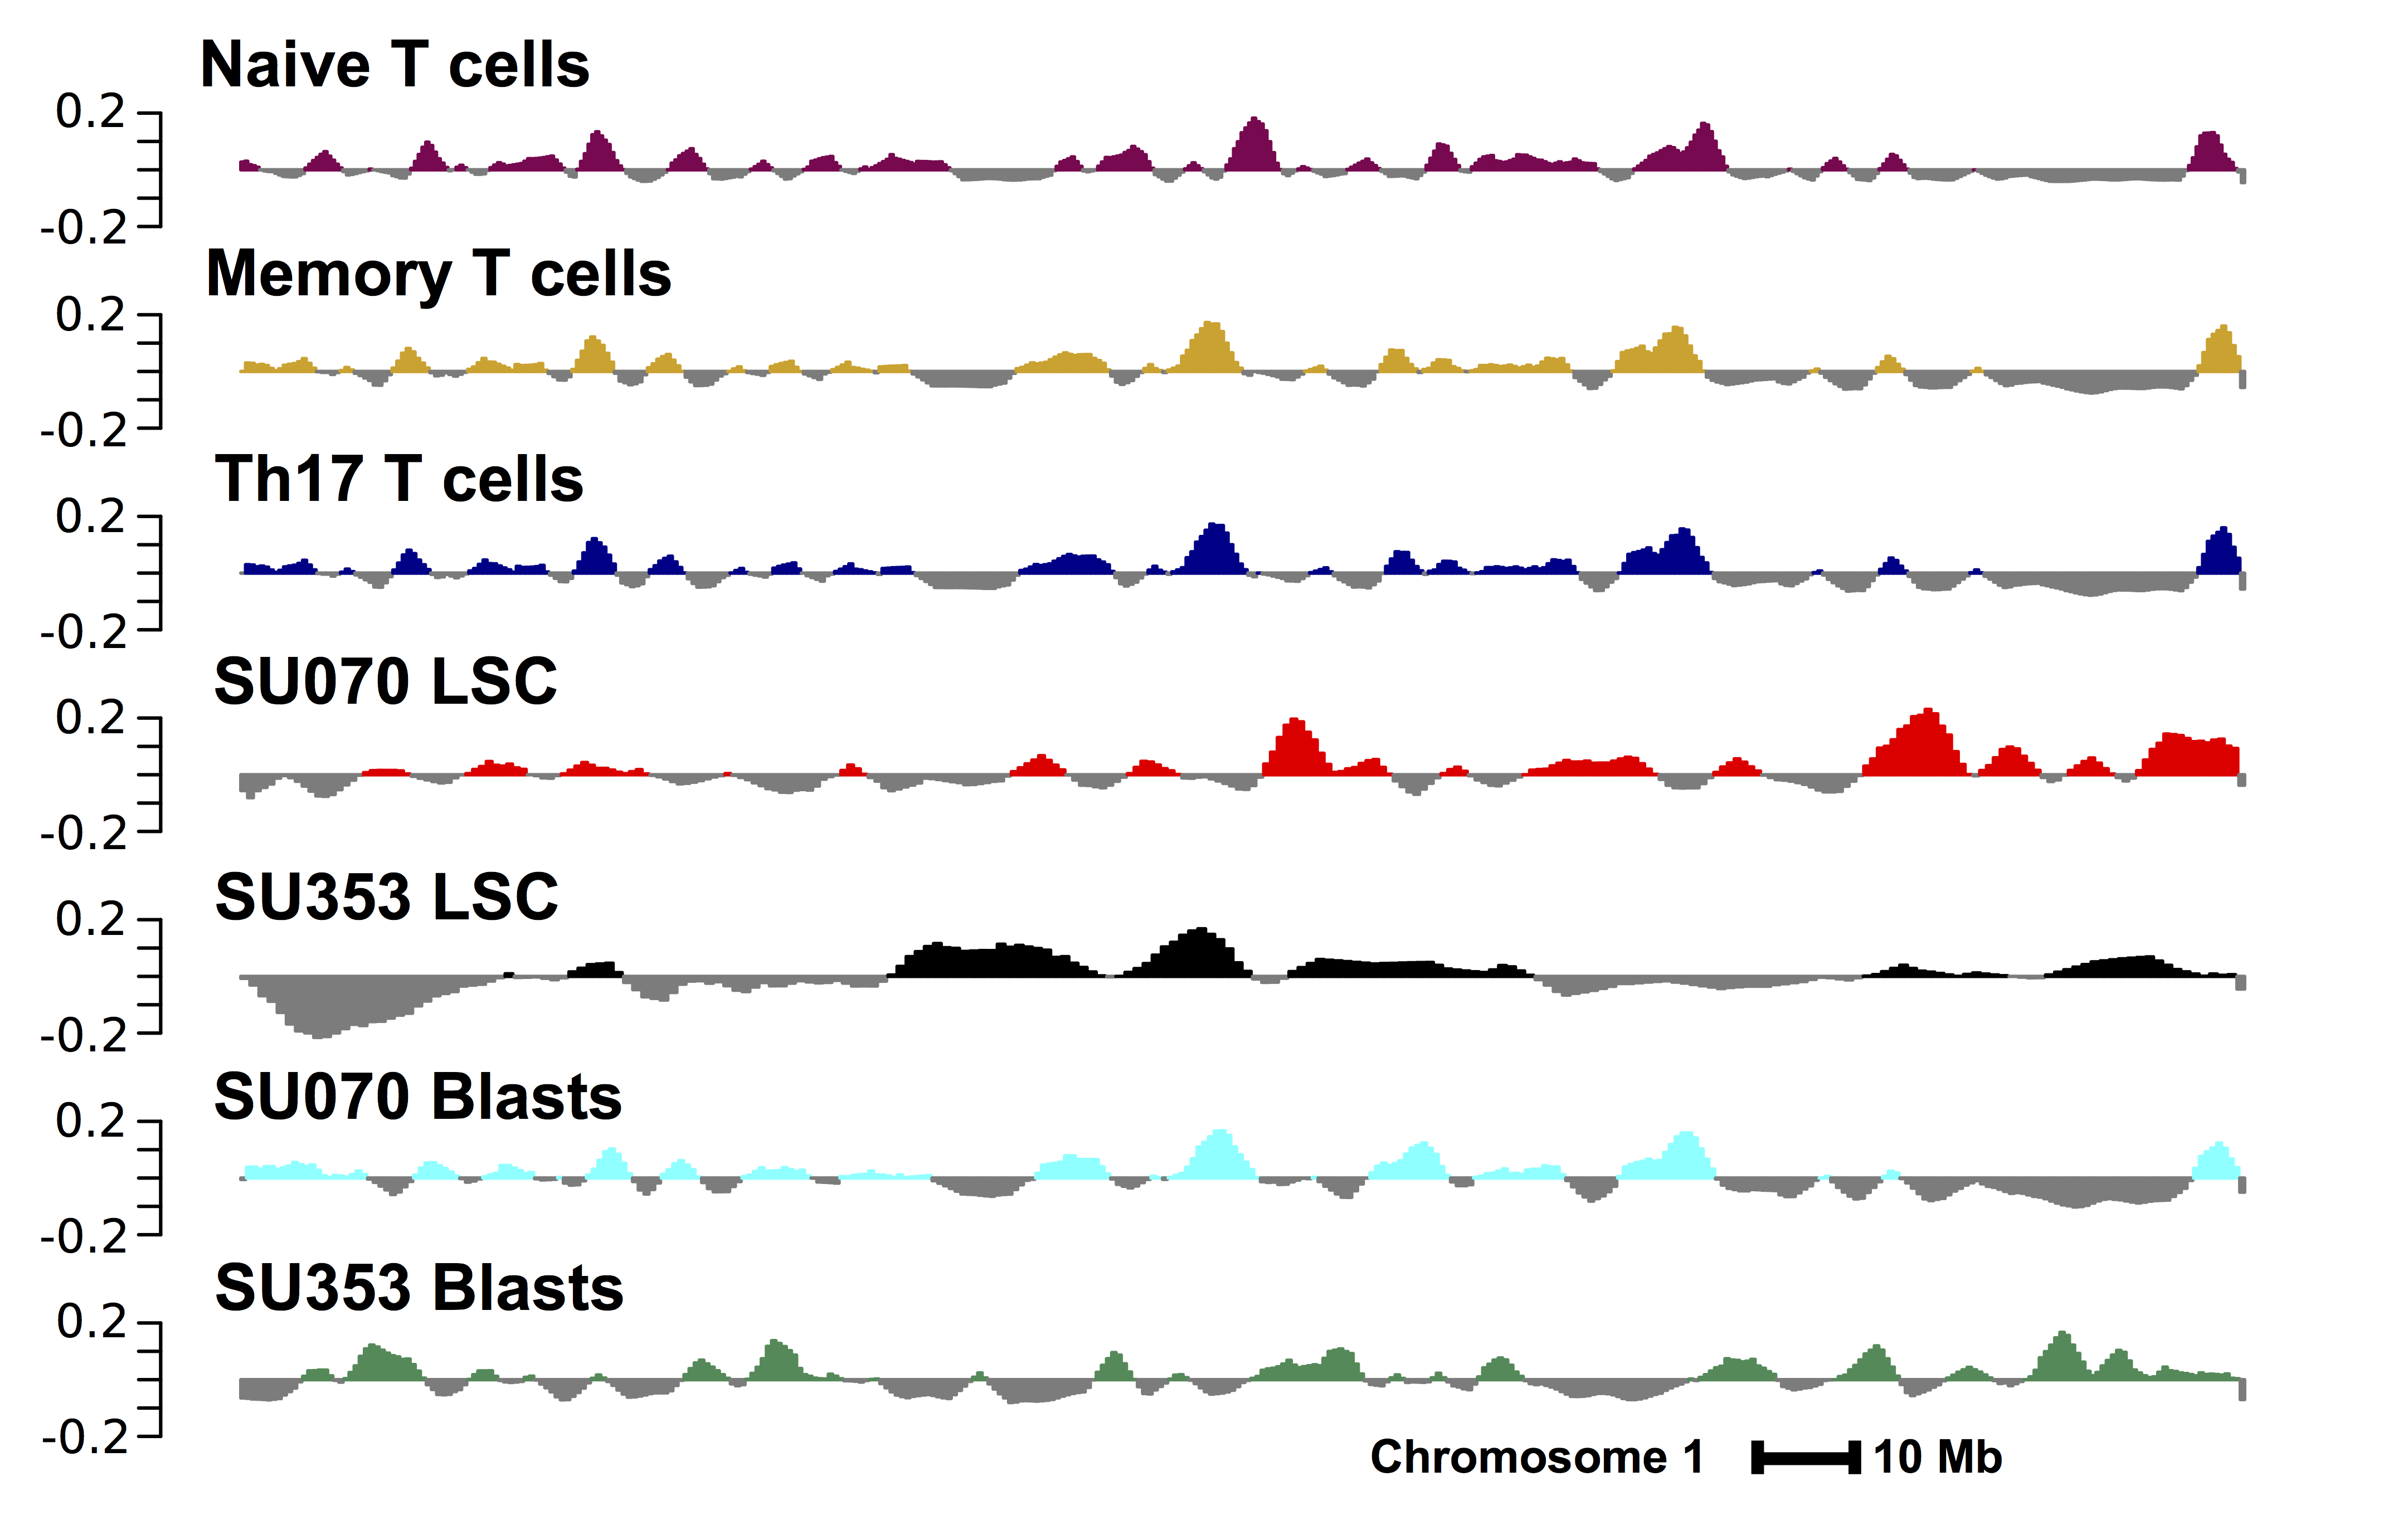 Naive T cells
0.2
-0.2
Memory T cells
0.2
-0.2
Th17 T cells
0.2
-0.2
SU070 LSC
0.2
-0.2
SU353 LSC
0.2
-0.2
SU070 Blasts
0.2
-0.2
SU353 Blasts
0.2
-0.2
Chromosome 1 10 Mb